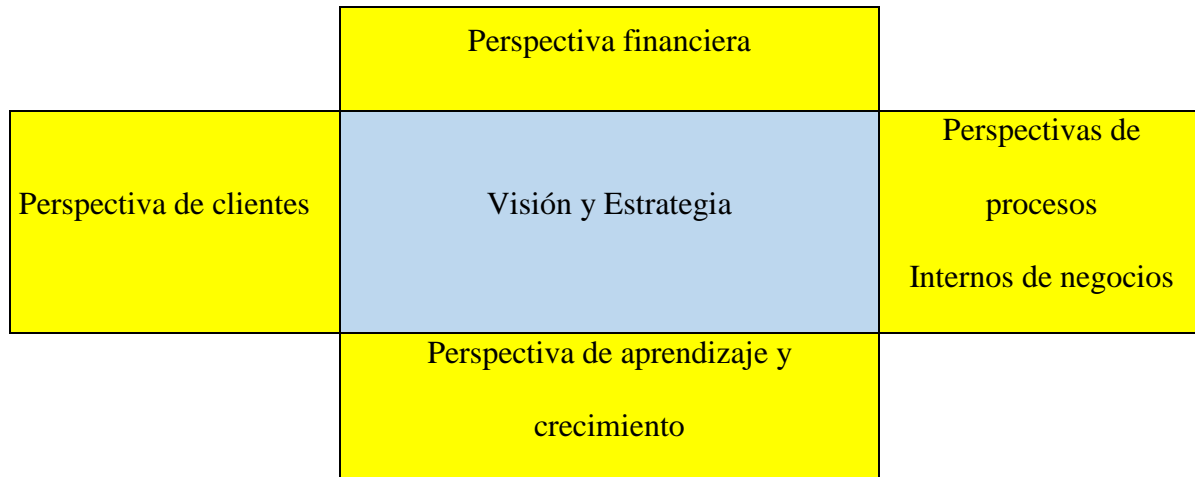 Perspectiva financiera
Perspectiva de clientes
Visión y Estrategia
Perspectivas de
procesos
Internos de negocios
Perspectiva de aprendizaje y
crecimiento